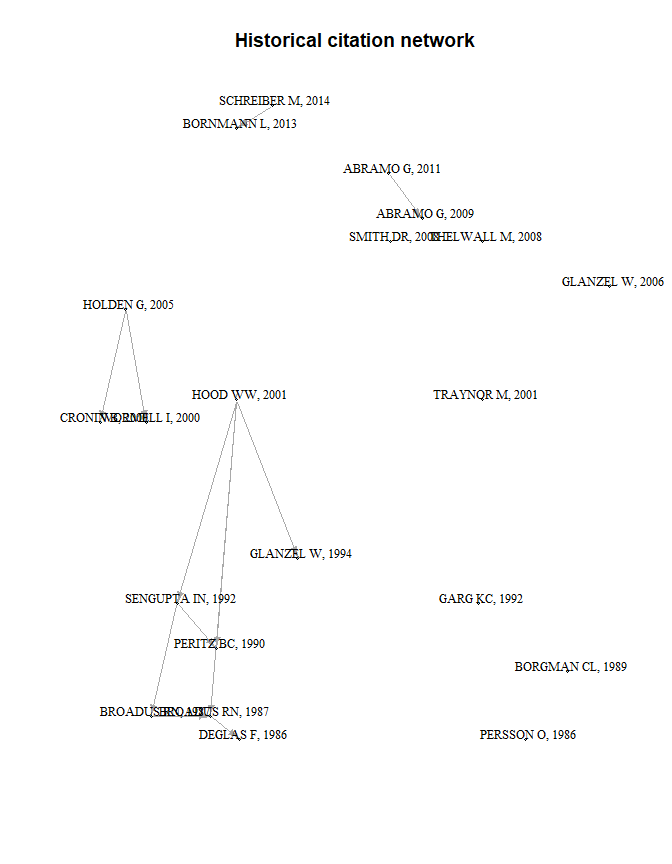 Historical citation network
SCHREIBER M, 2014
BORNMANN L, 2013
ABRAMO G, 2011
ABRAMO G, 2009
SMITH DR, 2008
THELWALL M, 2008
GLANZEL W, 2006
HOLDEN G, 2005
HOOD WW, 2001
TRAYNOR M, 2001
CRONIN B,
WORMELL I, 2000
GLANZEL W, 1994
SENGUPTA IN, 1992
GARG KC, 1992
PERITZ BC, 1990
BORGMAN CL, 1989
BROADUS RN, 1987
BROADUS RN, 1987
DEGLAS F, 1986
PERSSON O, 1986